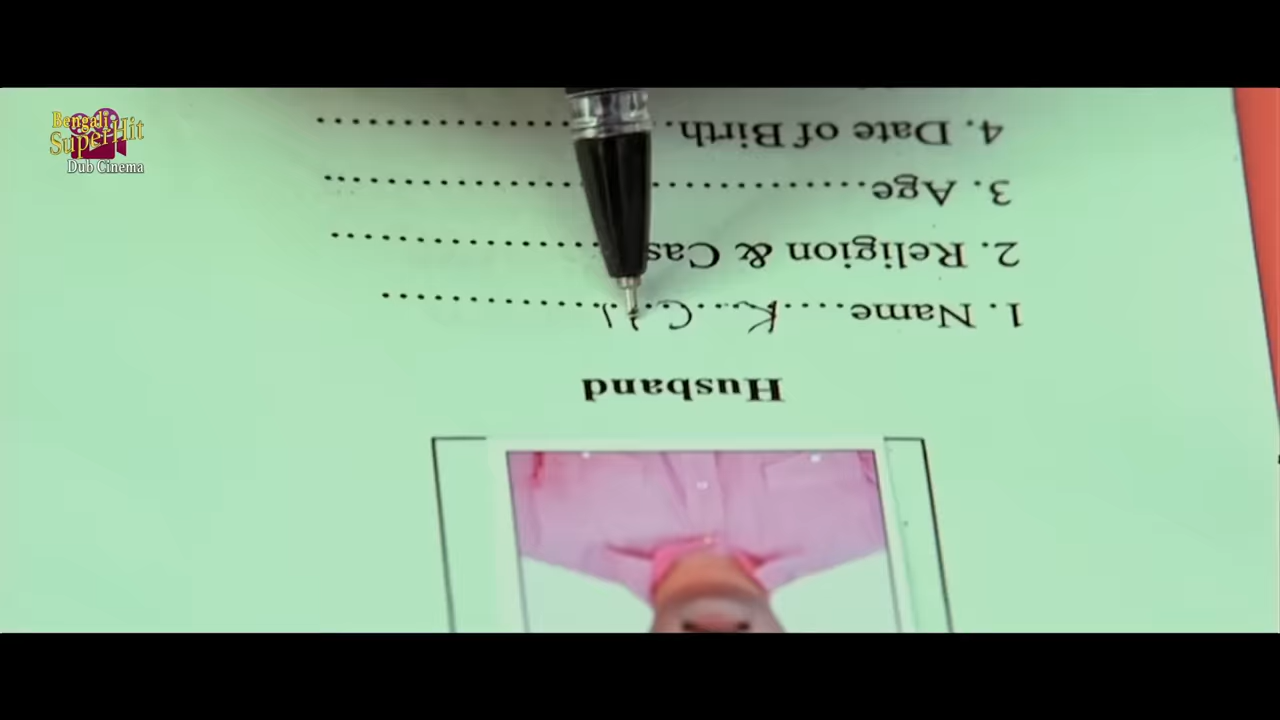 Bengali
SuperHit
Dub Cinema
Husband
1. Name.....K...C.
2. Religion & Cas
3. Age
4. Date of Birth.